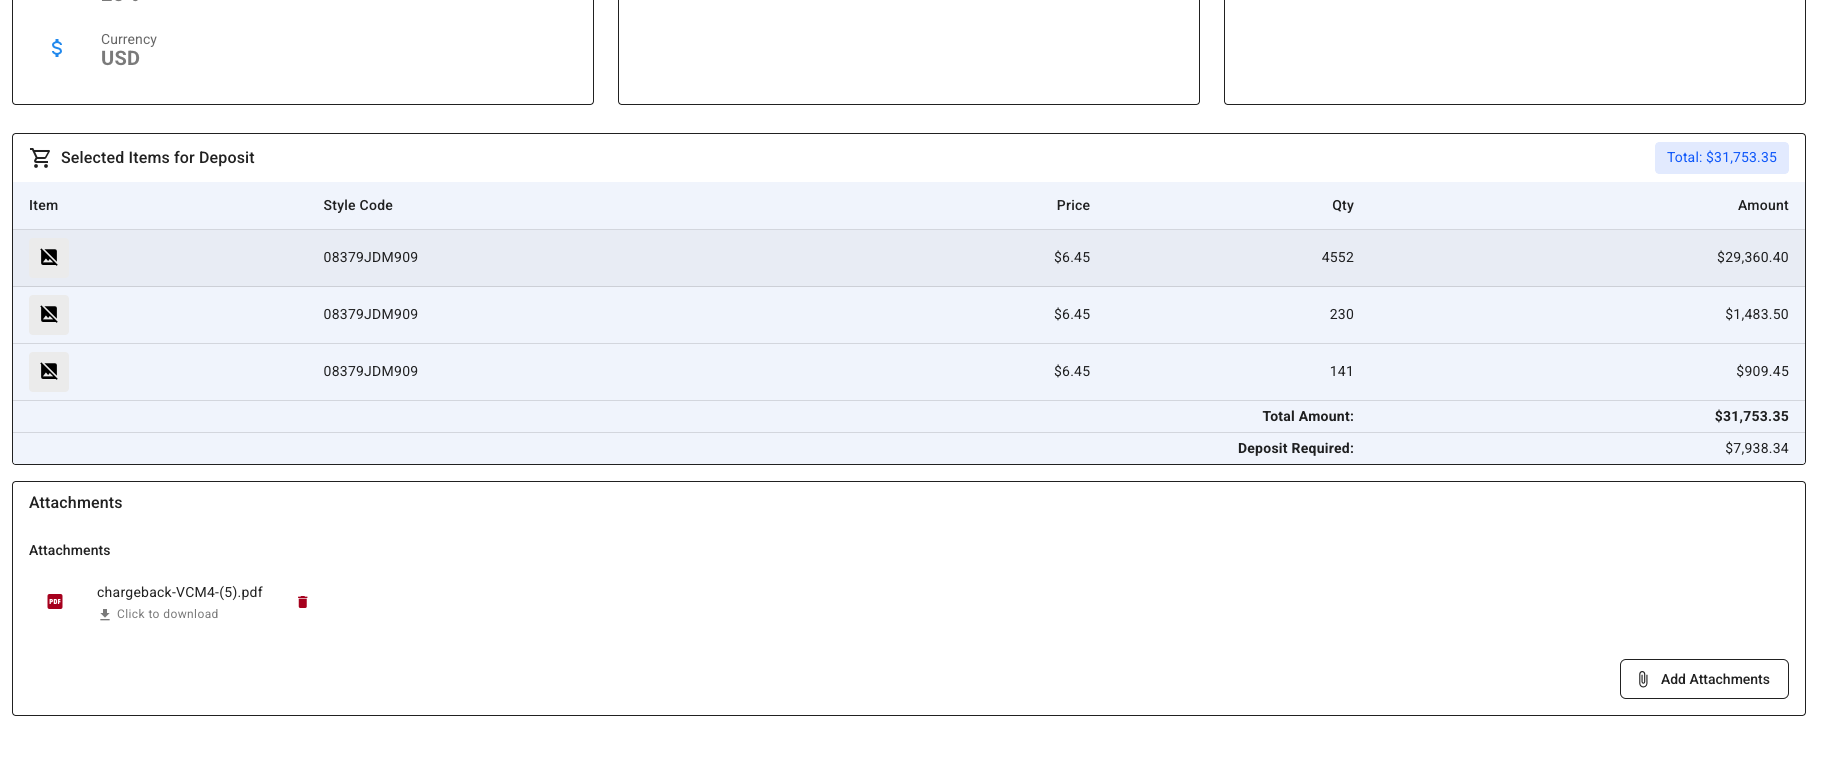 Currency
$ USD
Selected Items for Deposit Total: $31,753.35
Item Style Code Price Qty Amount
08379JDM909 $6.45 4552 $29,360.40
08379JDM909 $6.45 230 $1,483.50
08379JDM909 $6.45 141 $909.45
Total Amount: $31,753.35
Deposit Required: $7,938.34
Attachments
Attachments
PDF chargeback-VCM4-(5).pdf
Click to download
Add Attachments